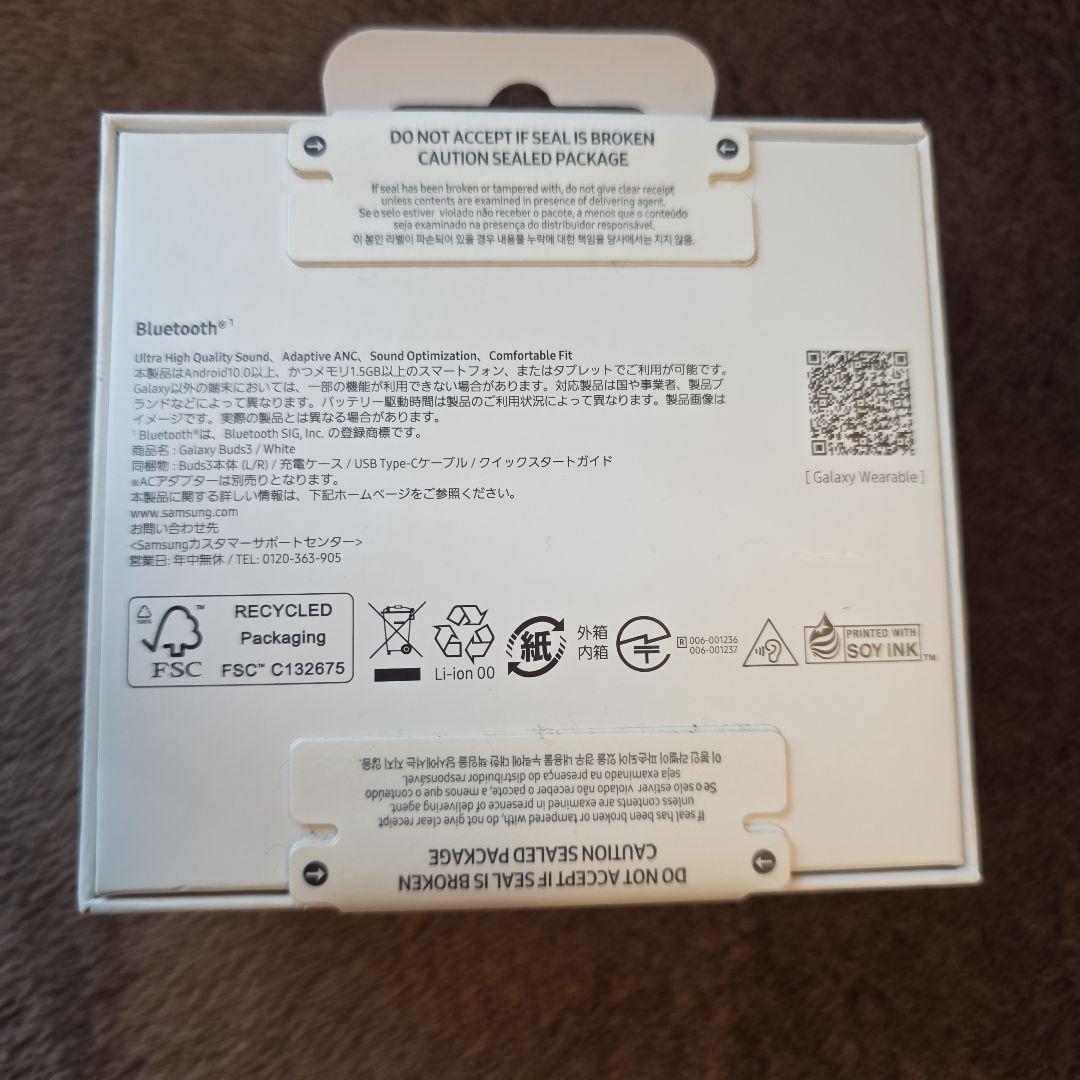 DO NOT ACCEPT IF SEAL IS BROKEN
CAUTION SEALED PACKAGE
If seal has been broken or tampered with, do not give clear receipt
unless contents are examined in presence of delivering agent.
Se o selo estiver violado não receber o pacote, a menos que o conteúdo
seja examinado na presença do distribuidor responsável.
이 봉인 라벨이 파손되어 있을 경우 내용물 누락에 대한 책임을 당사에서는 지지 않음.
Bluetooth® 1
Ultra High Quality Sound、Adaptive ANC、Sound Optimization、Comfortable Fit
本製品はAndroid10.0以上、かつメモリ1.5GB以上のスマートフォン、またはタブレットでご利用が可能です。
Galaxy以外の端末においては、一部の機能が利用できない場合があります。対応製品は国や事業者、製品ブ
ランドなどによって異なります。バッテリー駆動時間は製品のご利用状況によって異なります。製品画像は
イメージです。実際の製品とは異なる場合があります。
1 Bluetooth®は、Bluetooth SIG, Inc. の登録商標です。
商品名 : Galaxy Buds3 / White
同梱物 : Buds3本体 (L/R) / 充電ケース / USB Type-Cケーブル / クイックスタートガイド
※ACアダプターは別売りとなります。
本製品に関する詳しい情報は、下記ホームページをご参照ください。
www.samsung.com
お問い合わせ先
<Samsungカスタマーサポートセンター>
営業日: 年中無休 / TEL: 0120-363-905
[ Galaxy Wearable ]
100%
™
FSC
RECYCLED
Packaging
FSC™ C132675
Li-ion 00
紙
外箱
内箱
R 006-001236
006-001237
PRINTED WITH
SOY INK™
DO NOT ACCEPT IF SEAL IS BROKEN
CAUTION SEALED PACKAGE
If seal has been broken or tampered with, do not give clear receipt
unless contents are examined in presence of delivering agent.
Se o selo estiver violado não receber o pacote, a menos que o conteúdo
seja examinado na presença do distribuidor responsável.
이 봉인 라벨이 파손되어 있을 경우 내용물 누락에 대한 책임을 당사에서는 지지 않음.